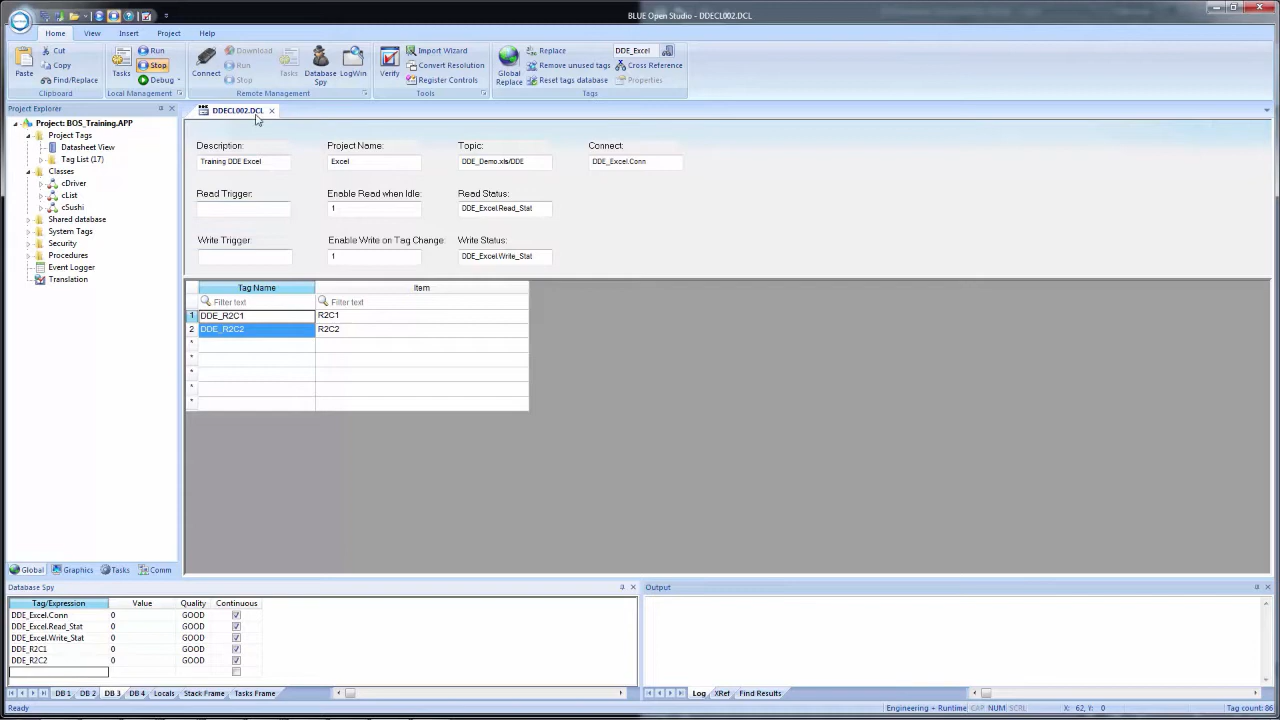 BLUE Open Studio - DDECL002.DCL
Home View Insert Project Help
Paste Cut Copy Find/Replace Clipboard
Tasks Run Stop Debug Local Management
Connect Download Run Stop Tasks Database Spy LogWin Remote Management
Verify Import Wizard Convert Resolution Register Controls Tools
Global Replace Replace Remove unused tags Reset tags database DDE_Excel Cross Reference Properties Tags
Project Explorer
DDECL002.DCL
Project: BOS_Training.APP
Project Tags
Datasheet View
Tag List (17)
Classes
cDriver
cList
cSushi
Shared database
System Tags
Security
Procedures
Event Logger
Translation
Global Graphics Tasks Comm
Description: Project Name: Topic: Connect:
Training DDE Excel Excel DDE_Demo.xls/DDE DDE_Excel.Conn
Read Trigger: Enable Read when Idle: Read Status:
1 DDE_Excel.Read_Stat
Write Trigger: Enable Write on Tag Change: Write Status:
1 DDE_Excel.Write_Stat
Tag Name Item
Filter text Filter text
1 DDE_R2C1 R2C1
2 DDE_R2C2 R2C2
*
*
*
*
*
Database Spy
Tag/Expression Value Quality Continuous
DDE_Excel.Conn 0 GOOD
DDE_Excel.Read_Stat 0 GOOD
DDE_Excel.Write_Stat 0 GOOD
DDE_R2C1 0 GOOD
DDE_R2C2 0 GOOD
DB 1 DB 2 DB 3 DB 4 Locals Stack Frame Tasks Frame
Output
Log XRef Find Results
Ready Engineering + Runtime CAP NUM SCRL X: 62, Y: 0 Tag count: 86